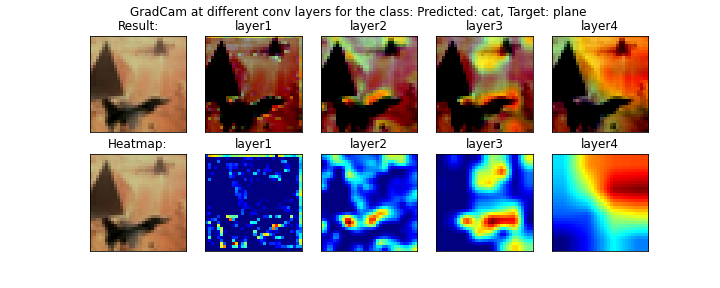 GradCam at different conv layers for the class: Predicted: cat, Target: plane
Result: layer1 layer2 layer3 layer4
Heatmap: layer1 layer2 layer3 layer4